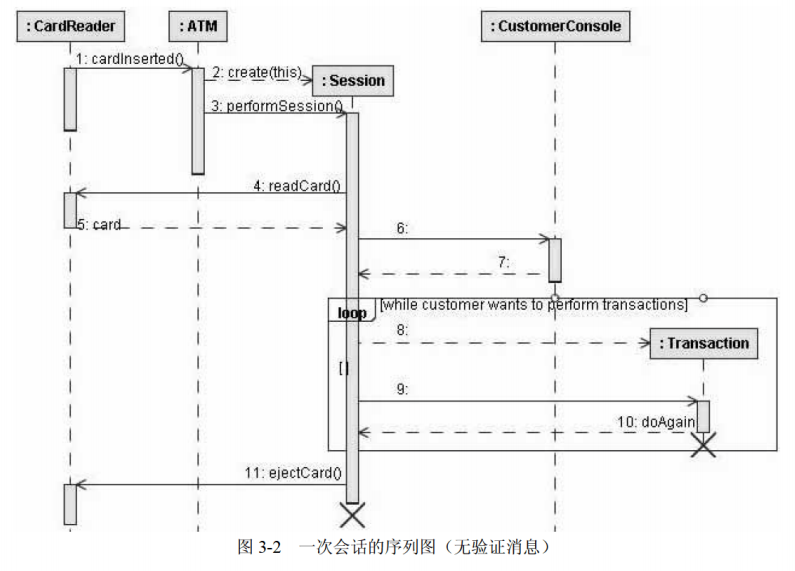 : CardReader
: ATM
: CustomerConsole
1: cardInserted()
2: create(this)
: Session
3: performSession()
4: readCard()
5: card
6:
7:
loop
[while customer wants to perform transactions]
8:
: Transaction
[]
9:
10: doAgain
11: ejectCard()
图 3-2 一次会话的序列图（无验证消息）